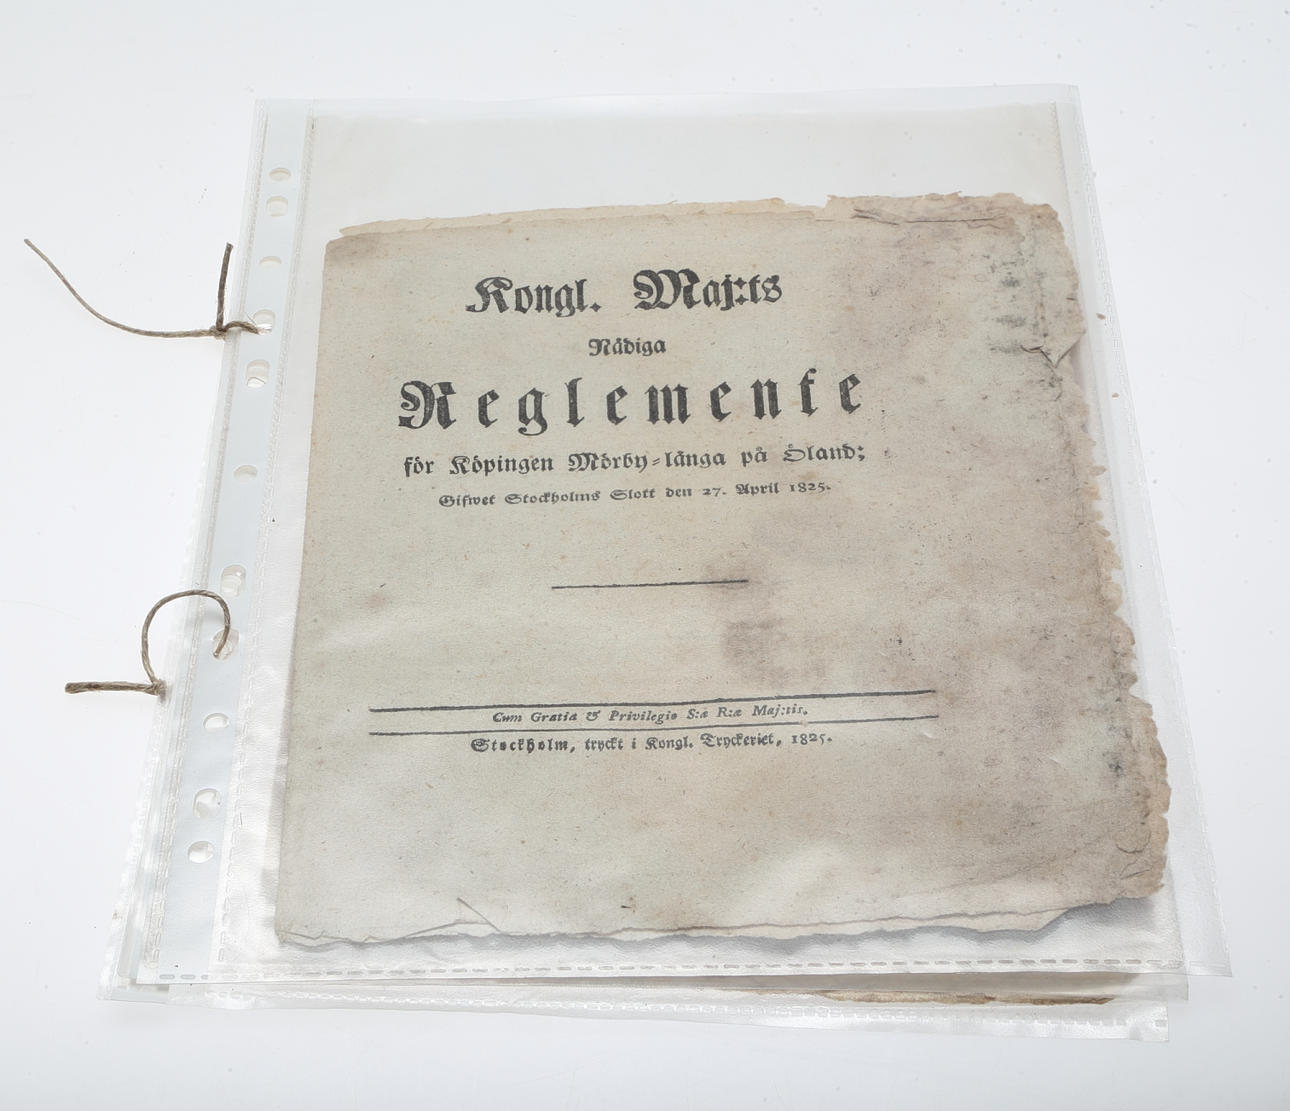 Kongl. Maj:ts
Nådiga
Reglemente
för Köpingen Mörby-långa på Öland;
Gifwet Stockholms Slott den 27. April 1825.
Cum Gratia & Privilegio S:æ R:æ Maj:tis.
Stockholm, tryckt i Kongl. Tryckeriet, 1825.